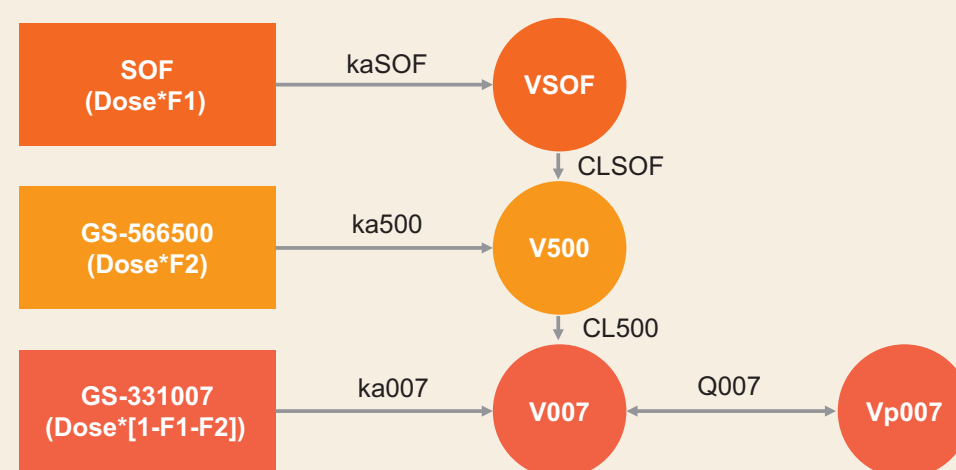 SOF
(Dose*F1)
kaSOF
VSOF
CLSOF
GS-566500
(Dose*F2)
ka500
V500
CL500
GS-331007
(Dose*[1-F1-F2])
ka007
V007
Q007
Vp007